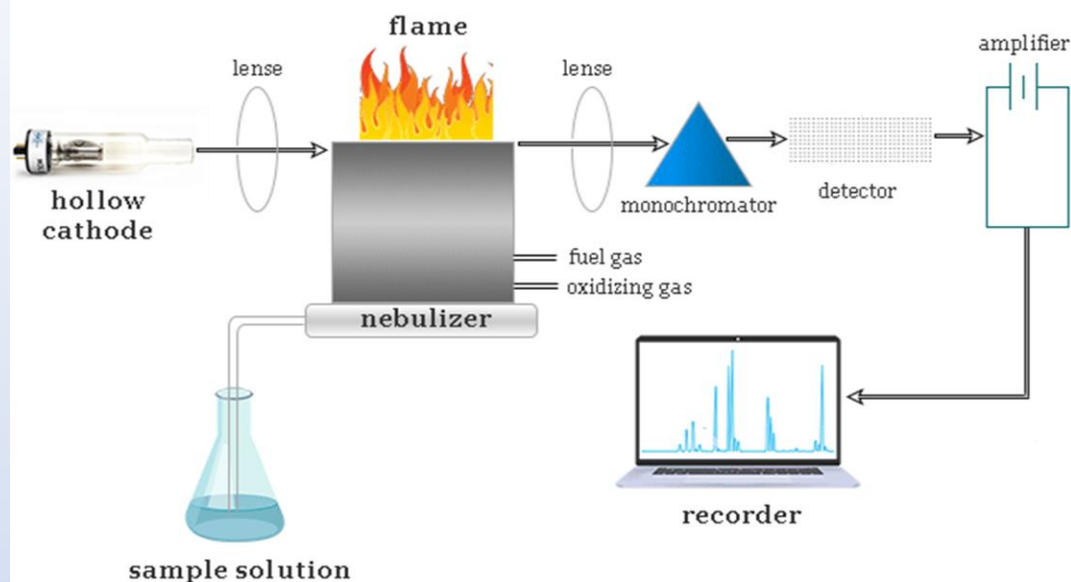 flame
amplifier
lense
lense
hollow
cathode
monochromator
detector
fuel gas
oxidizing gas
nebulizer
recorder
sample solution